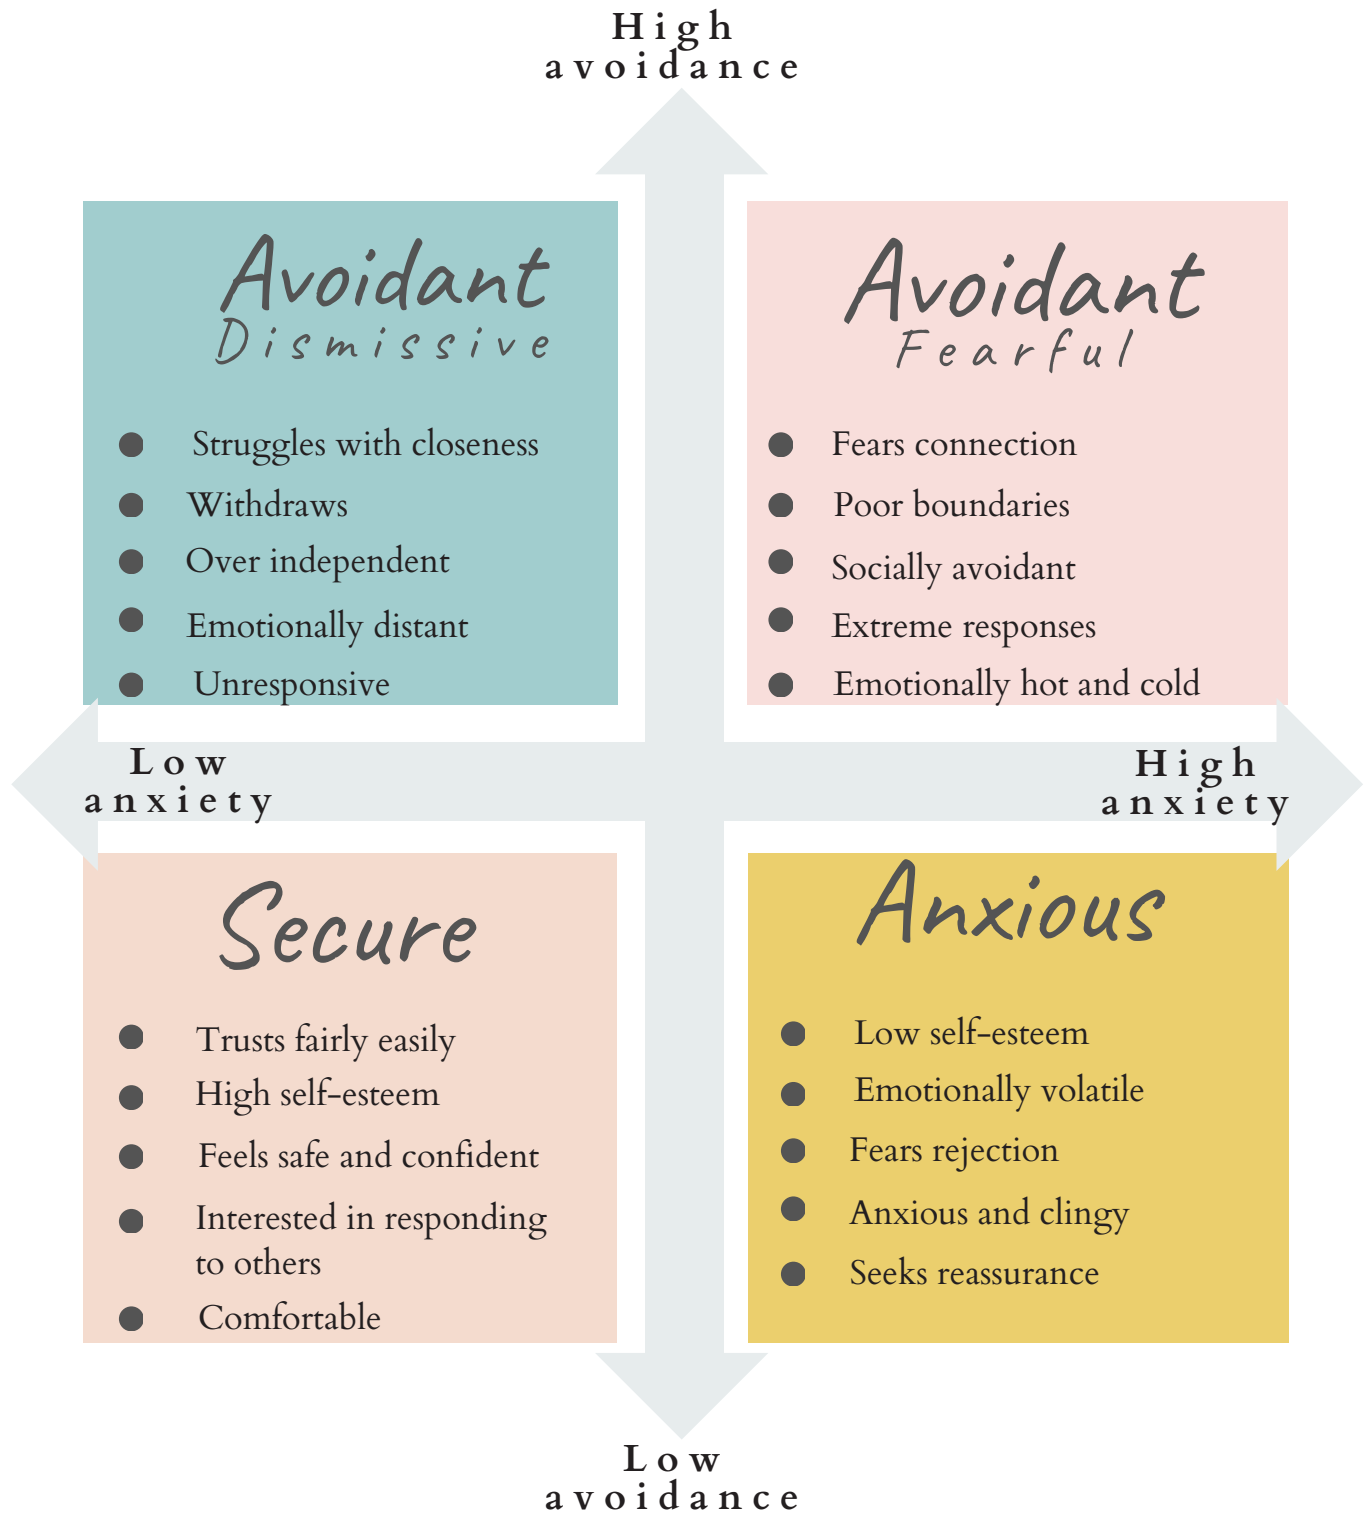 High
avoidance
Avoidant
Dismissive
Struggles with closeness
Withdraws
Over independent
Emotionally distant
Unresponsive
Avoidant
Fearful
Fears connection
Poor boundaries
Socially avoidant
Extreme responses
Emotionally hot and cold
Low
anxiety
High
anxiety
Secure
Trusts fairly easily
High self-esteem
Feels safe and confident
Interested in responding
to others
Comfortable
Anxious
Low self-esteem
Emotionally volatile
Fears rejection
Anxious and clingy
Seeks reassurance
Low
avoidance